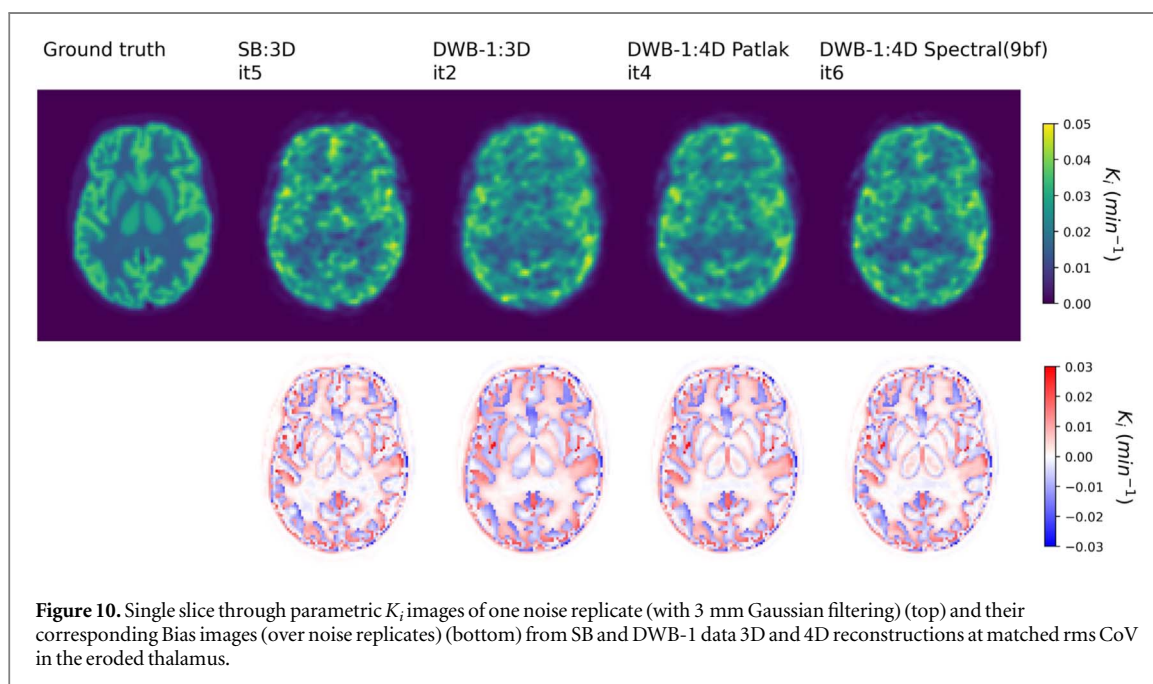 Ground truth
SB:3D
it5
DWB-1:3D
it2
DWB-1:4D Patlak
it4
DWB-1:4D Spectral(9bf)
it6
0.05
0.04
0.03
0.02
0.01
0.00
K_i (min⁻¹)
0.03
0.02
0.01
0.00
−0.01
−0.02
−0.03
K_i (min⁻¹)
Figure 10. Single slice through parametric K_i images of one noise replicate (with 3 mm Gaussian filtering) (top) and their
corresponding Bias images (over noise replicates) (bottom) from SB and DWB-1 data 3D and 4D reconstructions at matched rms CoV
in the eroded thalamus.